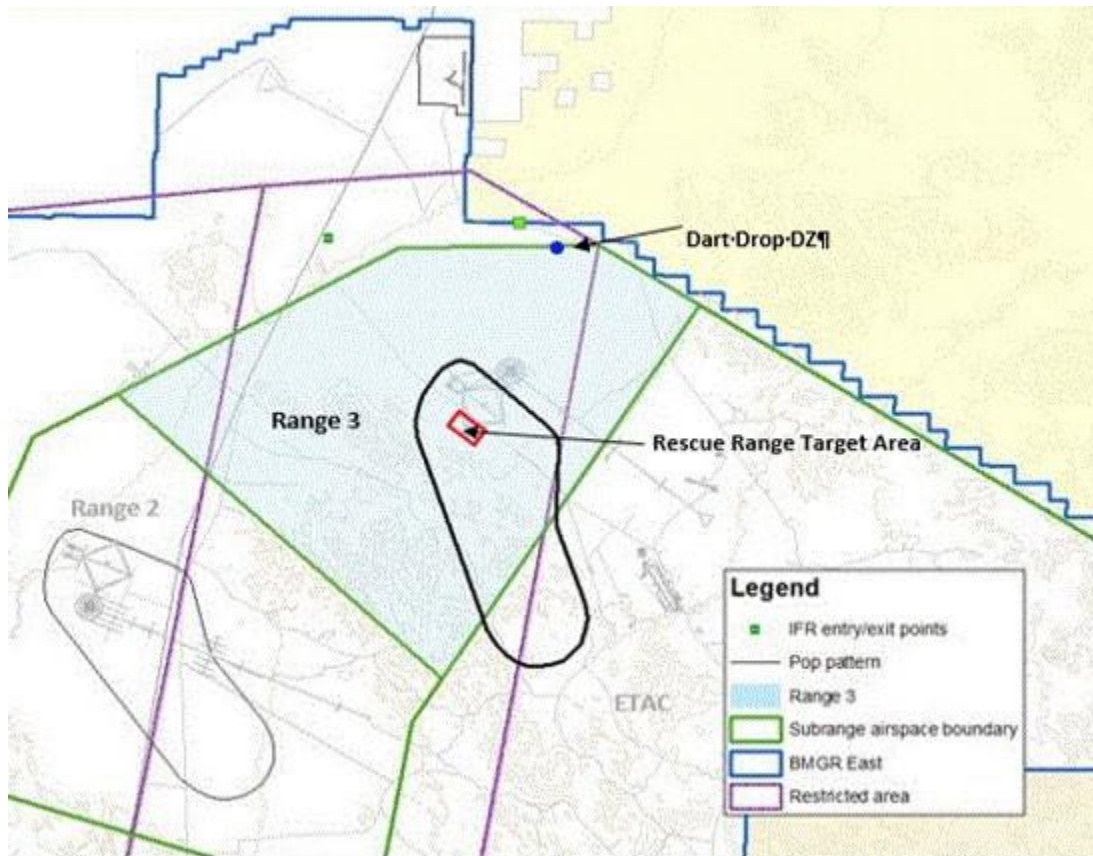 Dart·Drop·DZ¶
Range 3
Rescue Range Target Area
Range 2
ETAC
Legend
IFR entry/exit points
Pop pattern
Range 3
Subrange airspace boundary
BMGR East
Restricted area